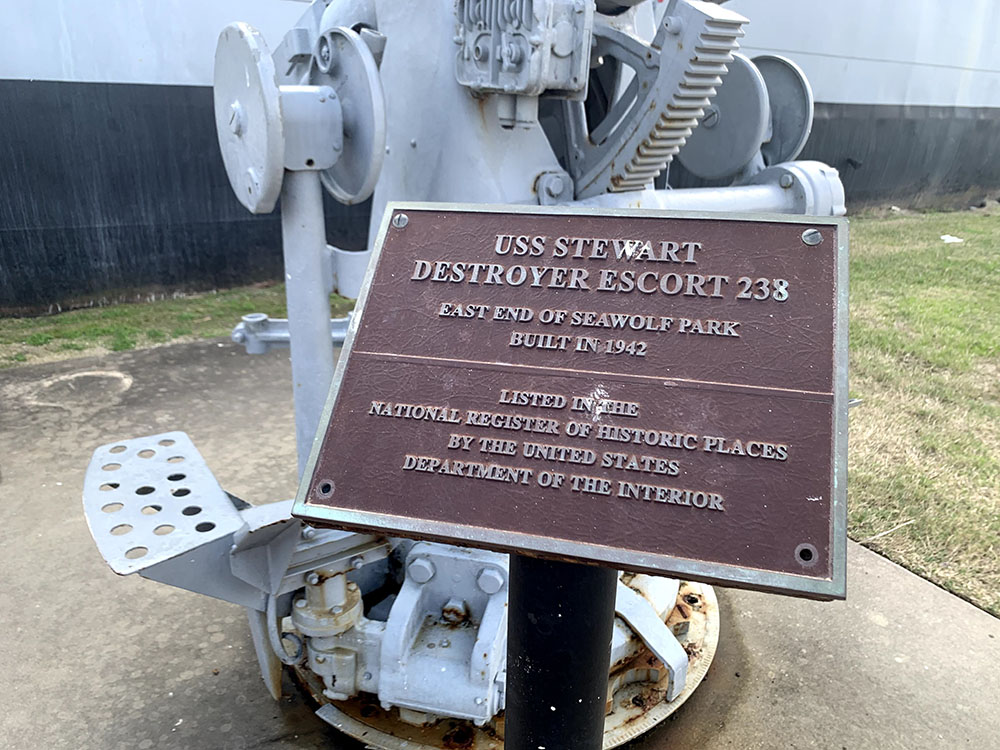 USS STEWART
DESTROYER ESCORT 238
EAST END OF SEAWOLF PARK
BUILT IN 1942
LISTED IN THE
NATIONAL REGISTER OF HISTORIC PLACES
BY THE UNITED STATES
DEPARTMENT OF THE INTERIOR